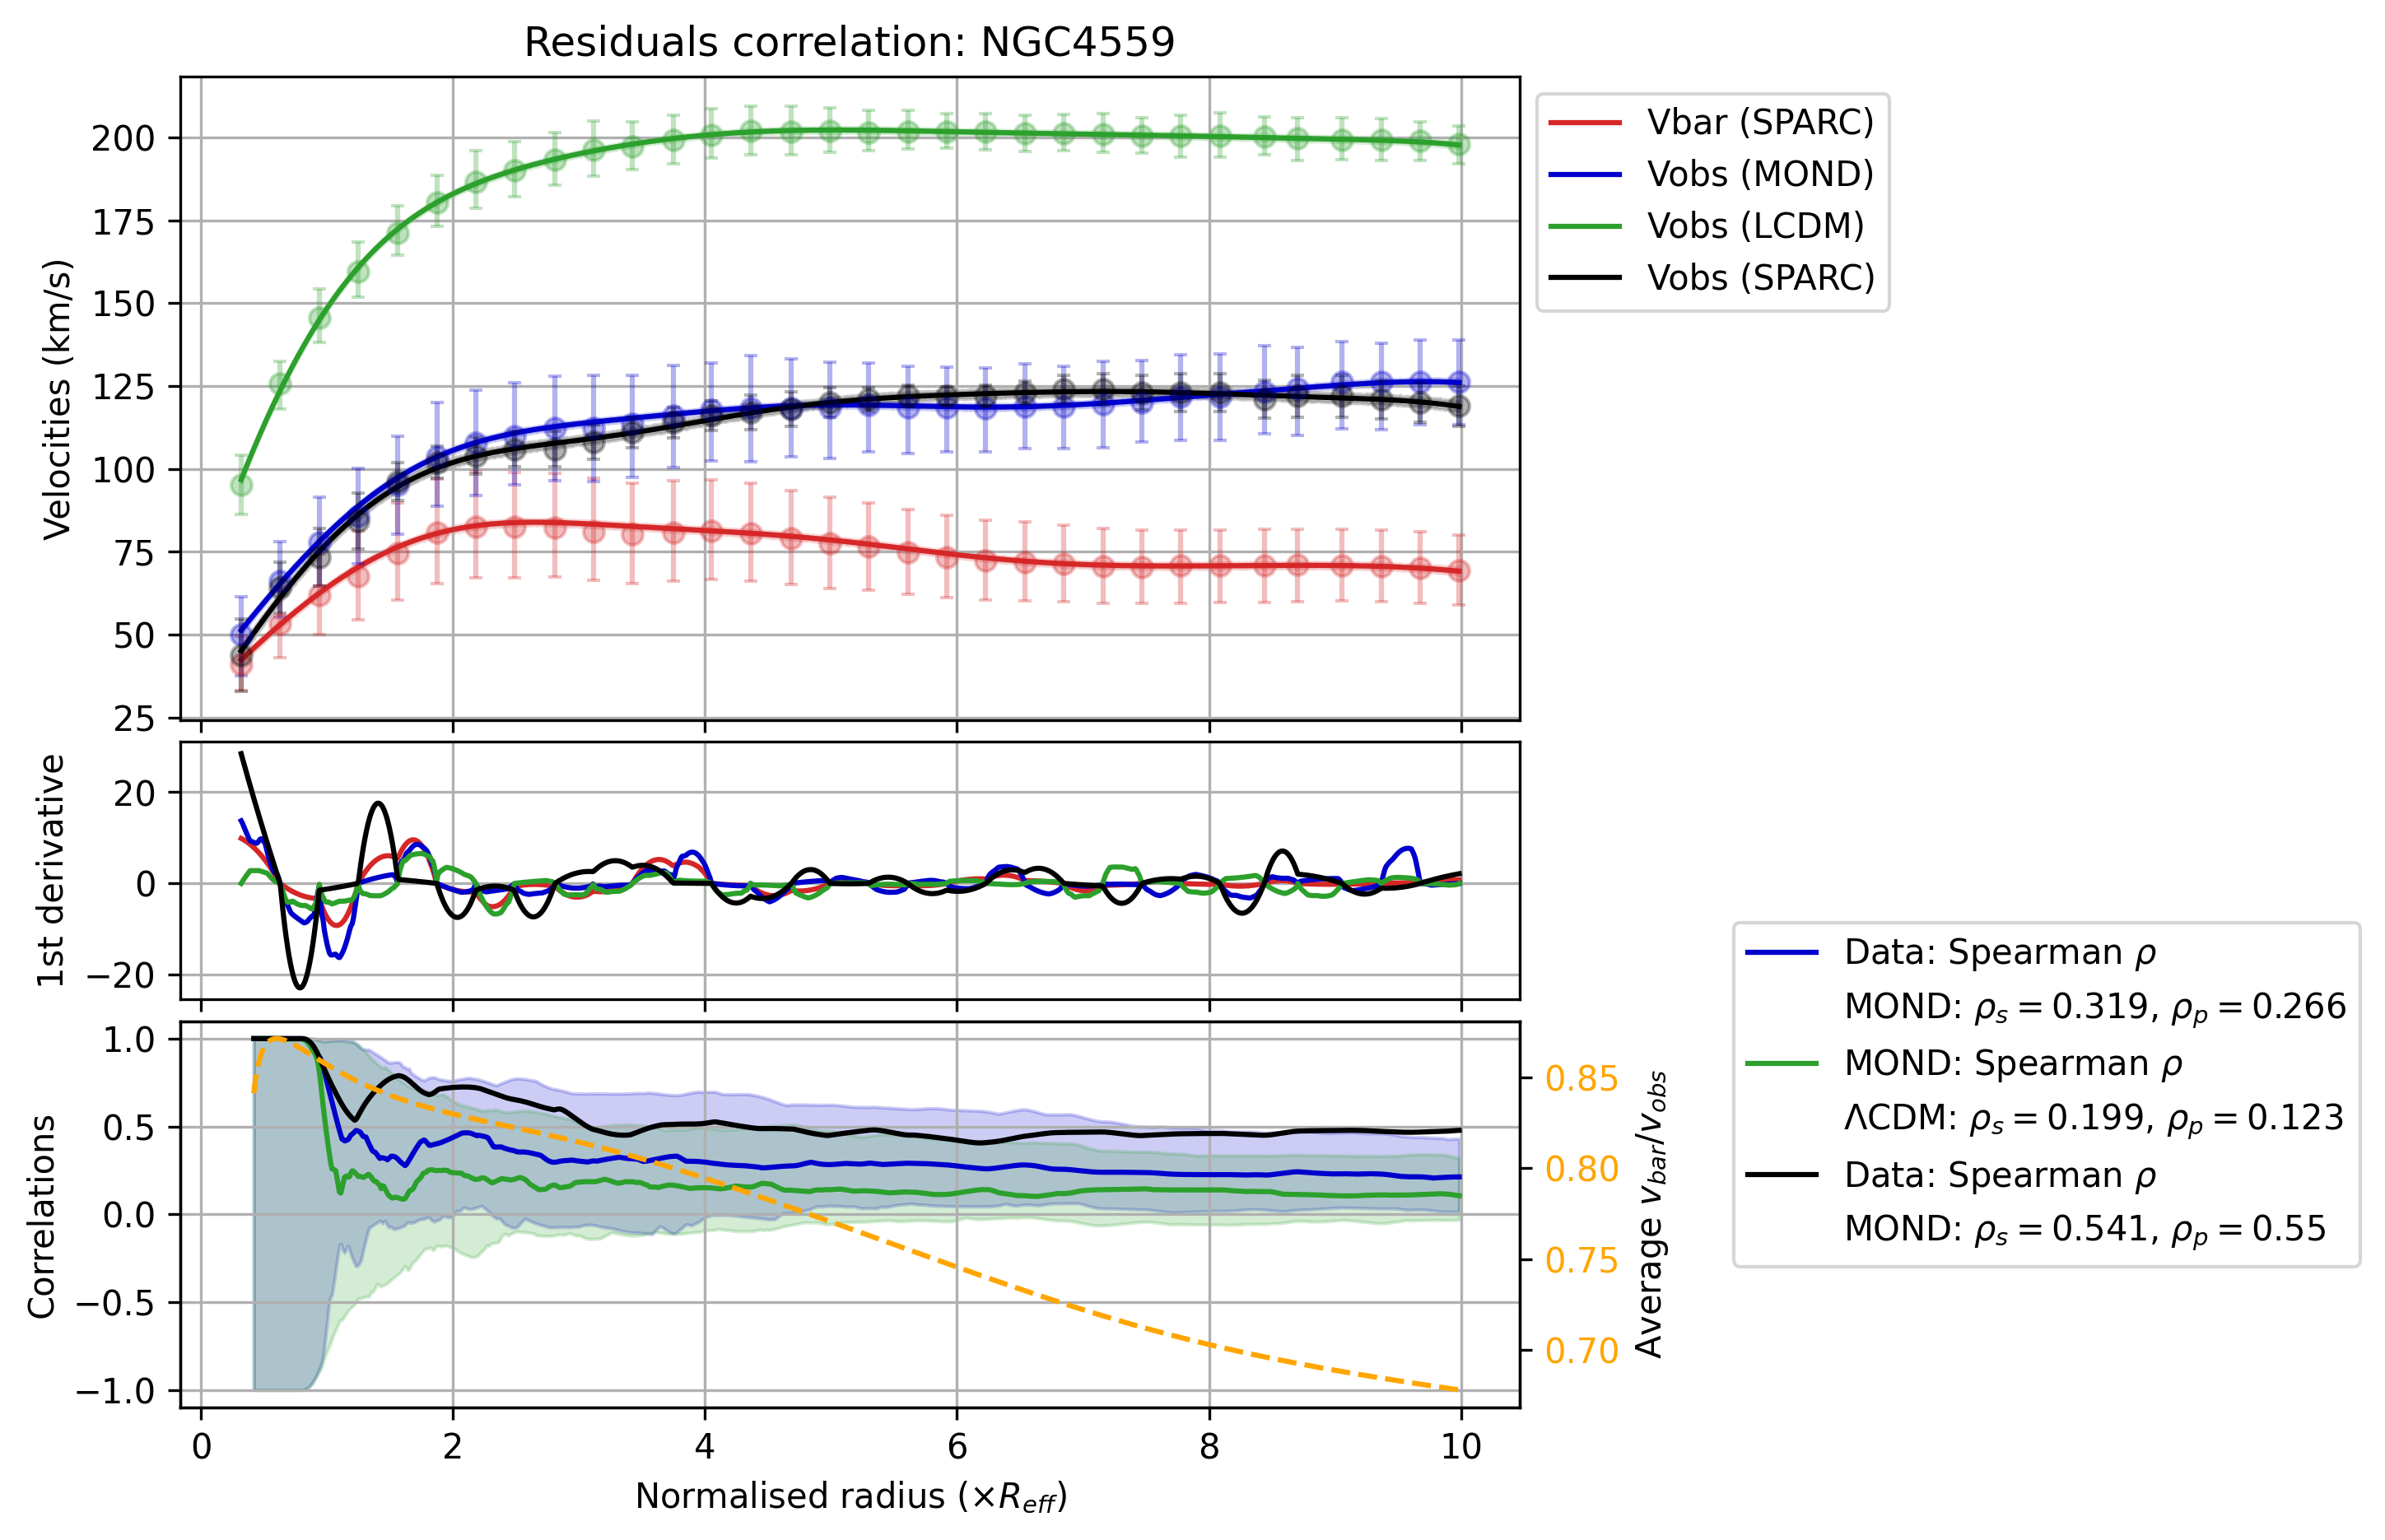 Residuals correlation: NGC4559
200
175
150
125
100
75
50
25
Velocities (km/s)
Vbar (SPARC)
Vobs (MOND)
Vobs (LCDM)
Vobs (SPARC)
20
0
−20
1st derivative
1.0
0.5
0.0
−0.5
−1.0
Correlations
0.85
0.80
0.75
0.70
Average $v_{bar}/v_{obs}$
Data: Spearman ρ
MOND: $\rho_s = 0.319$, $\rho_p = 0.266$
MOND: Spearman ρ
ΛCDM: $\rho_s = 0.199$, $\rho_p = 0.123$
Data: Spearman ρ
MOND: $\rho_s = 0.541$, $\rho_p = 0.55$
0 2 4 6 8 10
Normalised radius (×$R_{eff}$)